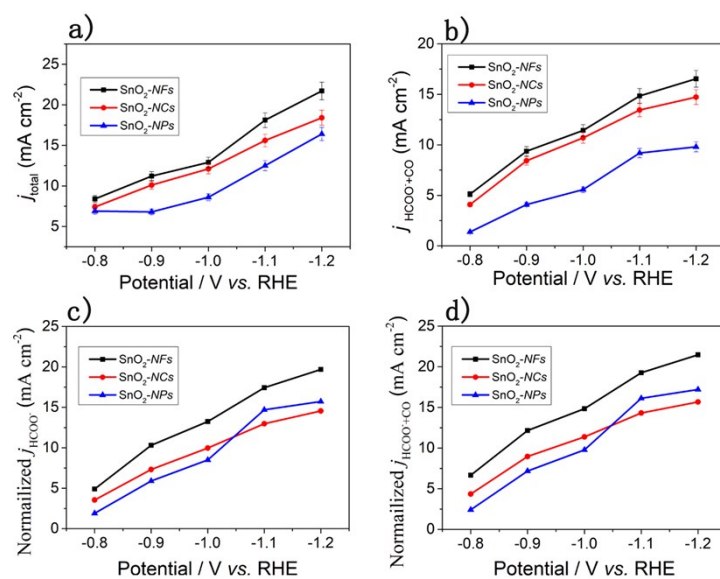 a)
j total (mA cm⁻²)
25
20
15
10
5
SnO₂-NFs
SnO₂-NCs
SnO₂-NPs
-0.8 -0.9 -1.0 -1.1 -1.2
Potential / V vs. RHE
b)
j HCOO⁻+CO (mA cm⁻²)
20
15
10
5
0
SnO₂-NFs
SnO₂-NCs
SnO₂-NPs
-0.8 -0.9 -1.0 -1.1 -1.2
Potential / V vs. RHE
c)
Normailized j HCOO⁻ (mA cm⁻²)
25
20
15
10
5
0
SnO₂-NFs
SnO₂-NCs
SnO₂-NPs
-0.8 -0.9 -1.0 -1.1 -1.2
Potential / V vs. RHE
d)
Normailized j HCOO⁻+CO (mA cm⁻²)
25
20
15
10
5
0
SnO₂-NFs
SnO₂-NCs
SnO₂-NPs
-0.8 -0.9 -1.0 -1.1 -1.2
Potential / V vs. RHE